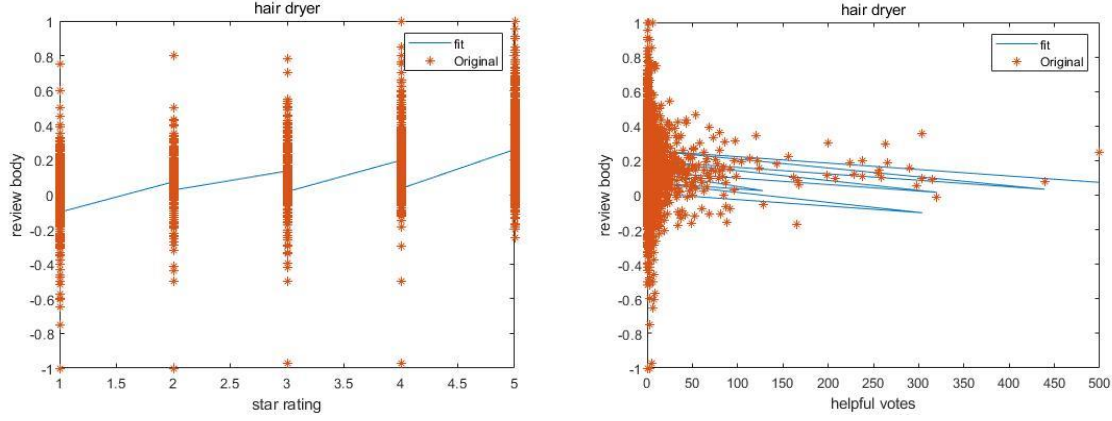 hair dryer
1
0.8
0.6
0.4
0.2
0
-0.2
-0.4
-0.6
-0.8
-1
review body
fit
Original
1 1.5 2 2.5 3 3.5 4 4.5 5
star rating
hair dryer
1
0.8
0.6
0.4
0.2
0
-0.2
-0.4
-0.6
-0.8
-1
review body
fit
Original
0 50 100 150 200 250 300 350 400 450 500
helpful votes